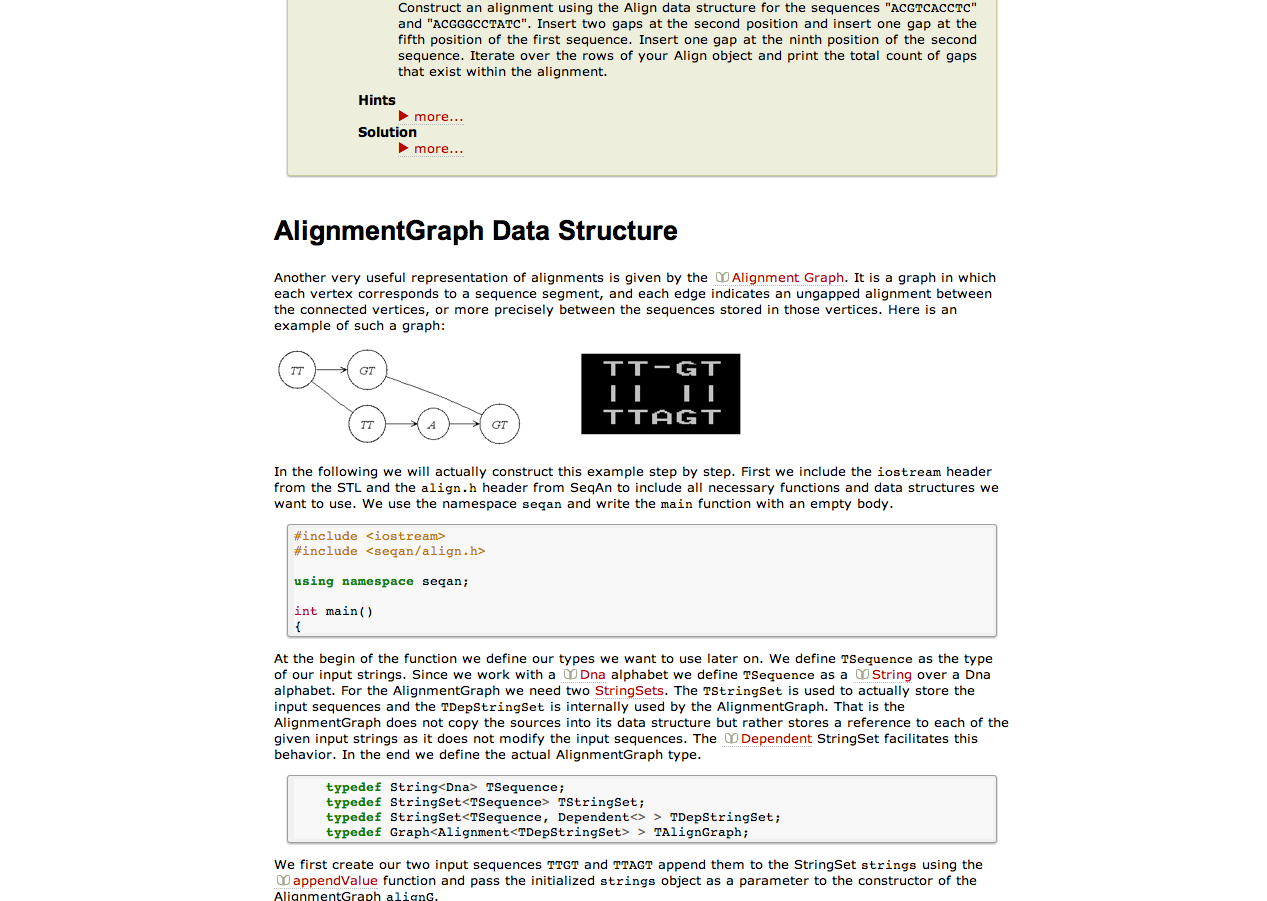 Construct an alignment using the Align data structure for the sequences "ACGTCACCTC"
and "ACGGGCCTATC". Insert two gaps at the second position and insert one gap at the
fifth position of the first sequence. Insert one gap at the ninth position of the second
sequence. Iterate over the rows of your Align object and print the total count of gaps
that exist within the alignment.
Hints
more...
Solution
more...
AlignmentGraph Data Structure
Another very useful representation of alignments is given by the Alignment Graph. It is a graph in which
each vertex corresponds to a sequence segment, and each edge indicates an ungapped alignment between
the connected vertices, or more precisely between the sequences stored in those vertices. Here is an
example of such a graph:
TT GT
TT A GT
TT-GT
|| ||
TTAGT
In the following we will actually construct this example step by step. First we include the iostream header
from the STL and the align.h header from SeqAn to include all necessary functions and data structures we
want to use. We use the namespace seqan and write the main function with an empty body.
#include <iostream>
#include <seqan/align.h>
using namespace seqan;
int main()
{
At the begin of the function we define our types we want to use later on. We define TSequence as the type
of our input strings. Since we work with a Dna alphabet we define TSequence as a String over a Dna
alphabet. For the AlignmentGraph we need two StringSets. The TStringSet is used to actually store the
input sequences and the TDepStringSet is internally used by the AlignmentGraph. That is the
AlignmentGraph does not copy the sources into its data structure but rather stores a reference to each of the
given input strings as it does not modify the input sequences. The Dependent StringSet facilitates this
behavior. In the end we define the actual AlignmentGraph type.
typedef String<Dna> TSequence;
typedef StringSet<TSequence> TStringSet;
typedef StringSet<TSequence, Dependent<> > TDepStringSet;
typedef Graph<Alignment<TDepStringSet> > TAlignGraph;
We first create our two input sequences TTGT and TTAGT append them to the StringSet strings using the
appendValue function and pass the initialized strings object as a parameter to the constructor of the
AlignmentGraph alignG.